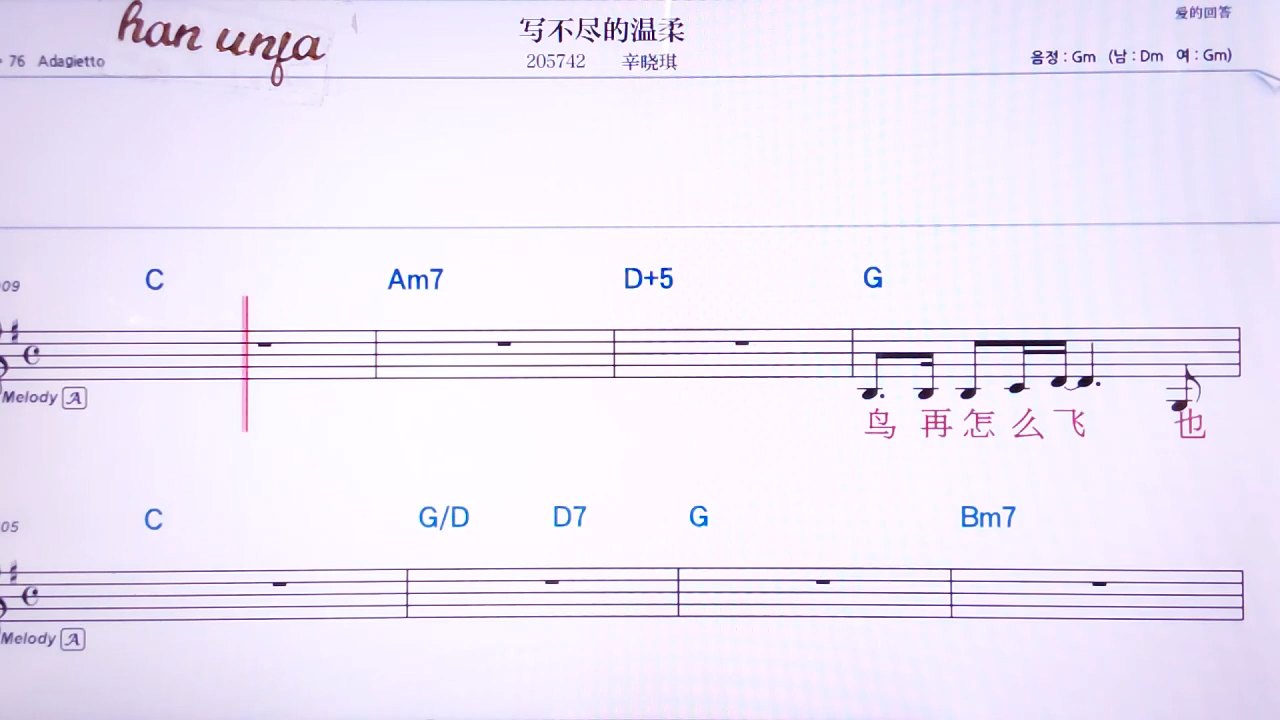 han unfa
写不尽的温柔
爱的回答
76 Adagietto
205742 辛晓琪
음정 : Gm (남 : Dm 여 : Gm)
C Am7 D+5 G
09
Melody A
鸟 再 怎 么 飞 也
C G/D D7 G Bm7
05
Melody A